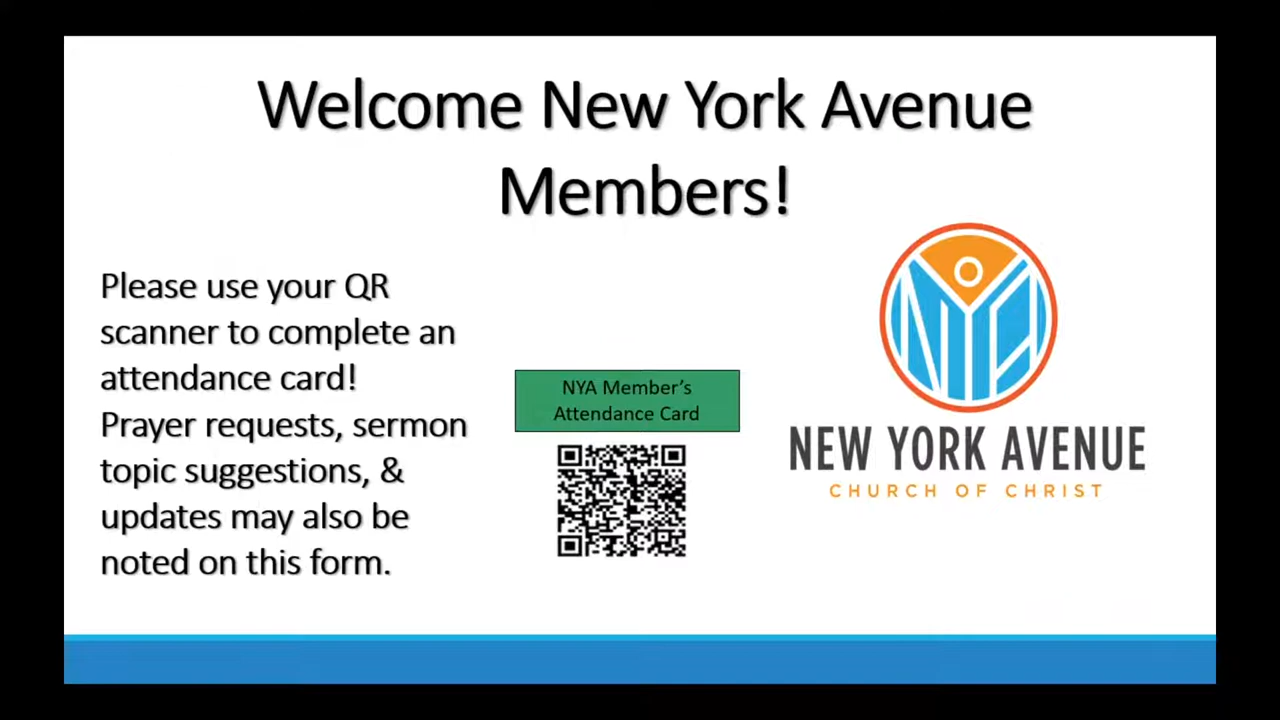 Welcome New York Avenue
Members!
Please use your QR
scanner to complete an
attendance card!
Prayer requests, sermon
topic suggestions, &
updates may also be
noted on this form.
NYA Member's
Attendance Card
NYA
NEW YORK AVENUE
CHURCH OF CHRIST